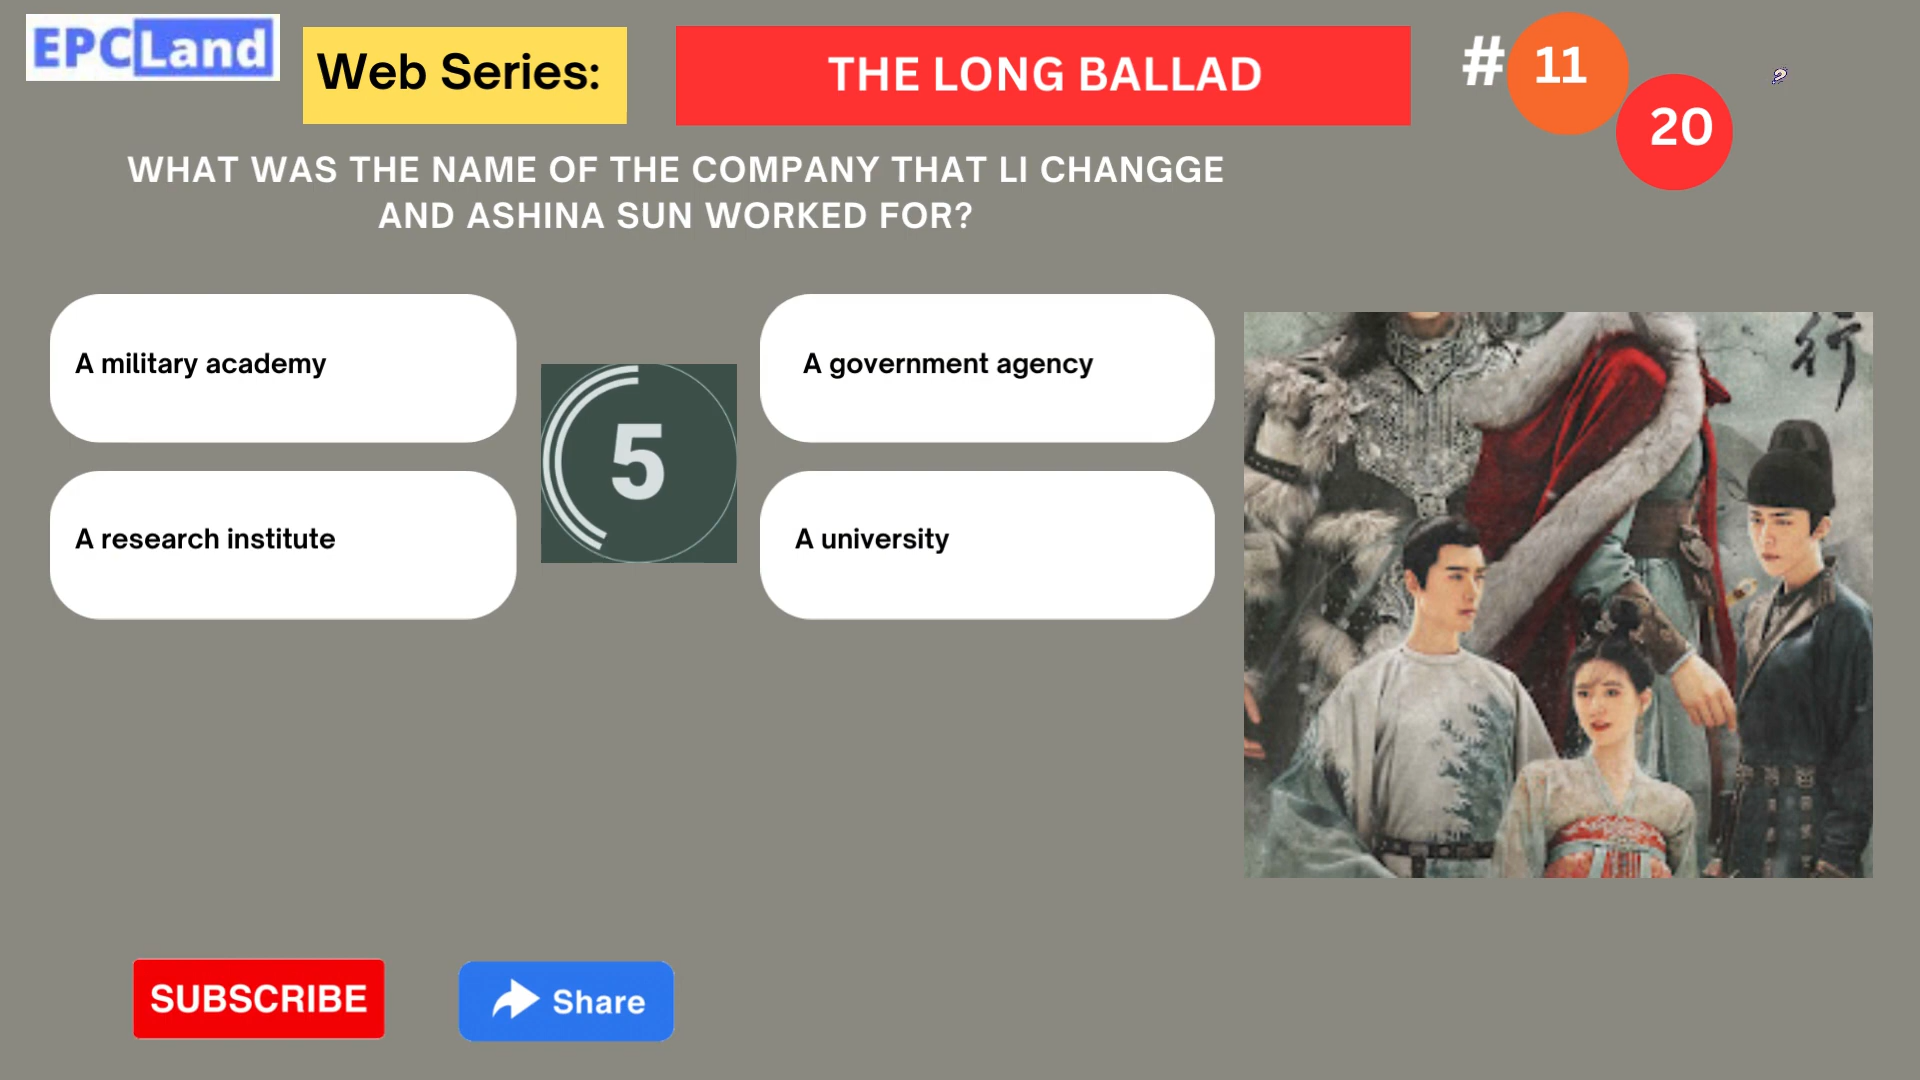 EPCLand
Web Series:
THE LONG BALLAD
# 11
20
WHAT WAS THE NAME OF THE COMPANY THAT LI CHANGGE
AND ASHINA SUN WORKED FOR?
A military academy
A government agency
5
A research institute
A university
行
SUBSCRIBE
Share